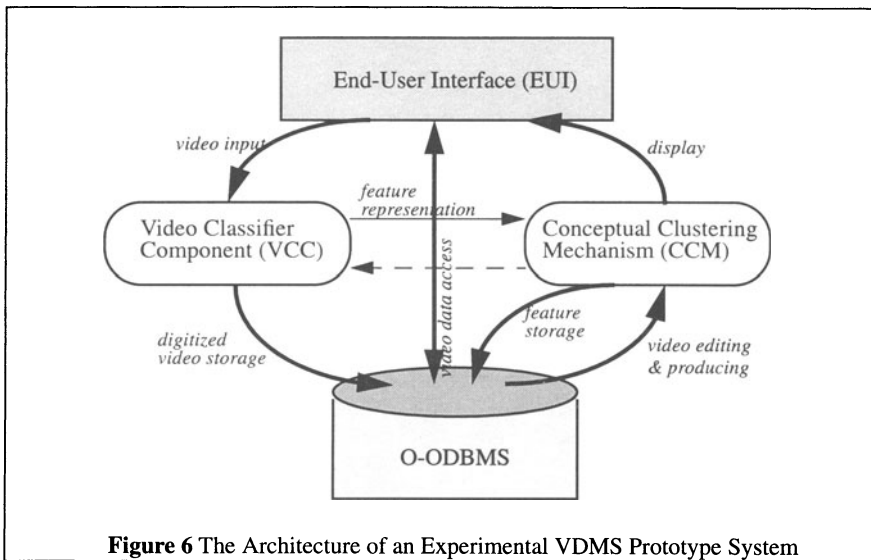 End-User Interface (EUI)
video input
display
feature
representation
Video Classifier
Component (VCC)
Conceptual Clustering
Mechanism (CCM)
video data access
feature
storage
digitized
video storage
video editing
& producing
O-ODBMS
Figure 6 The Architecture of an Experimental VDMS Prototype System